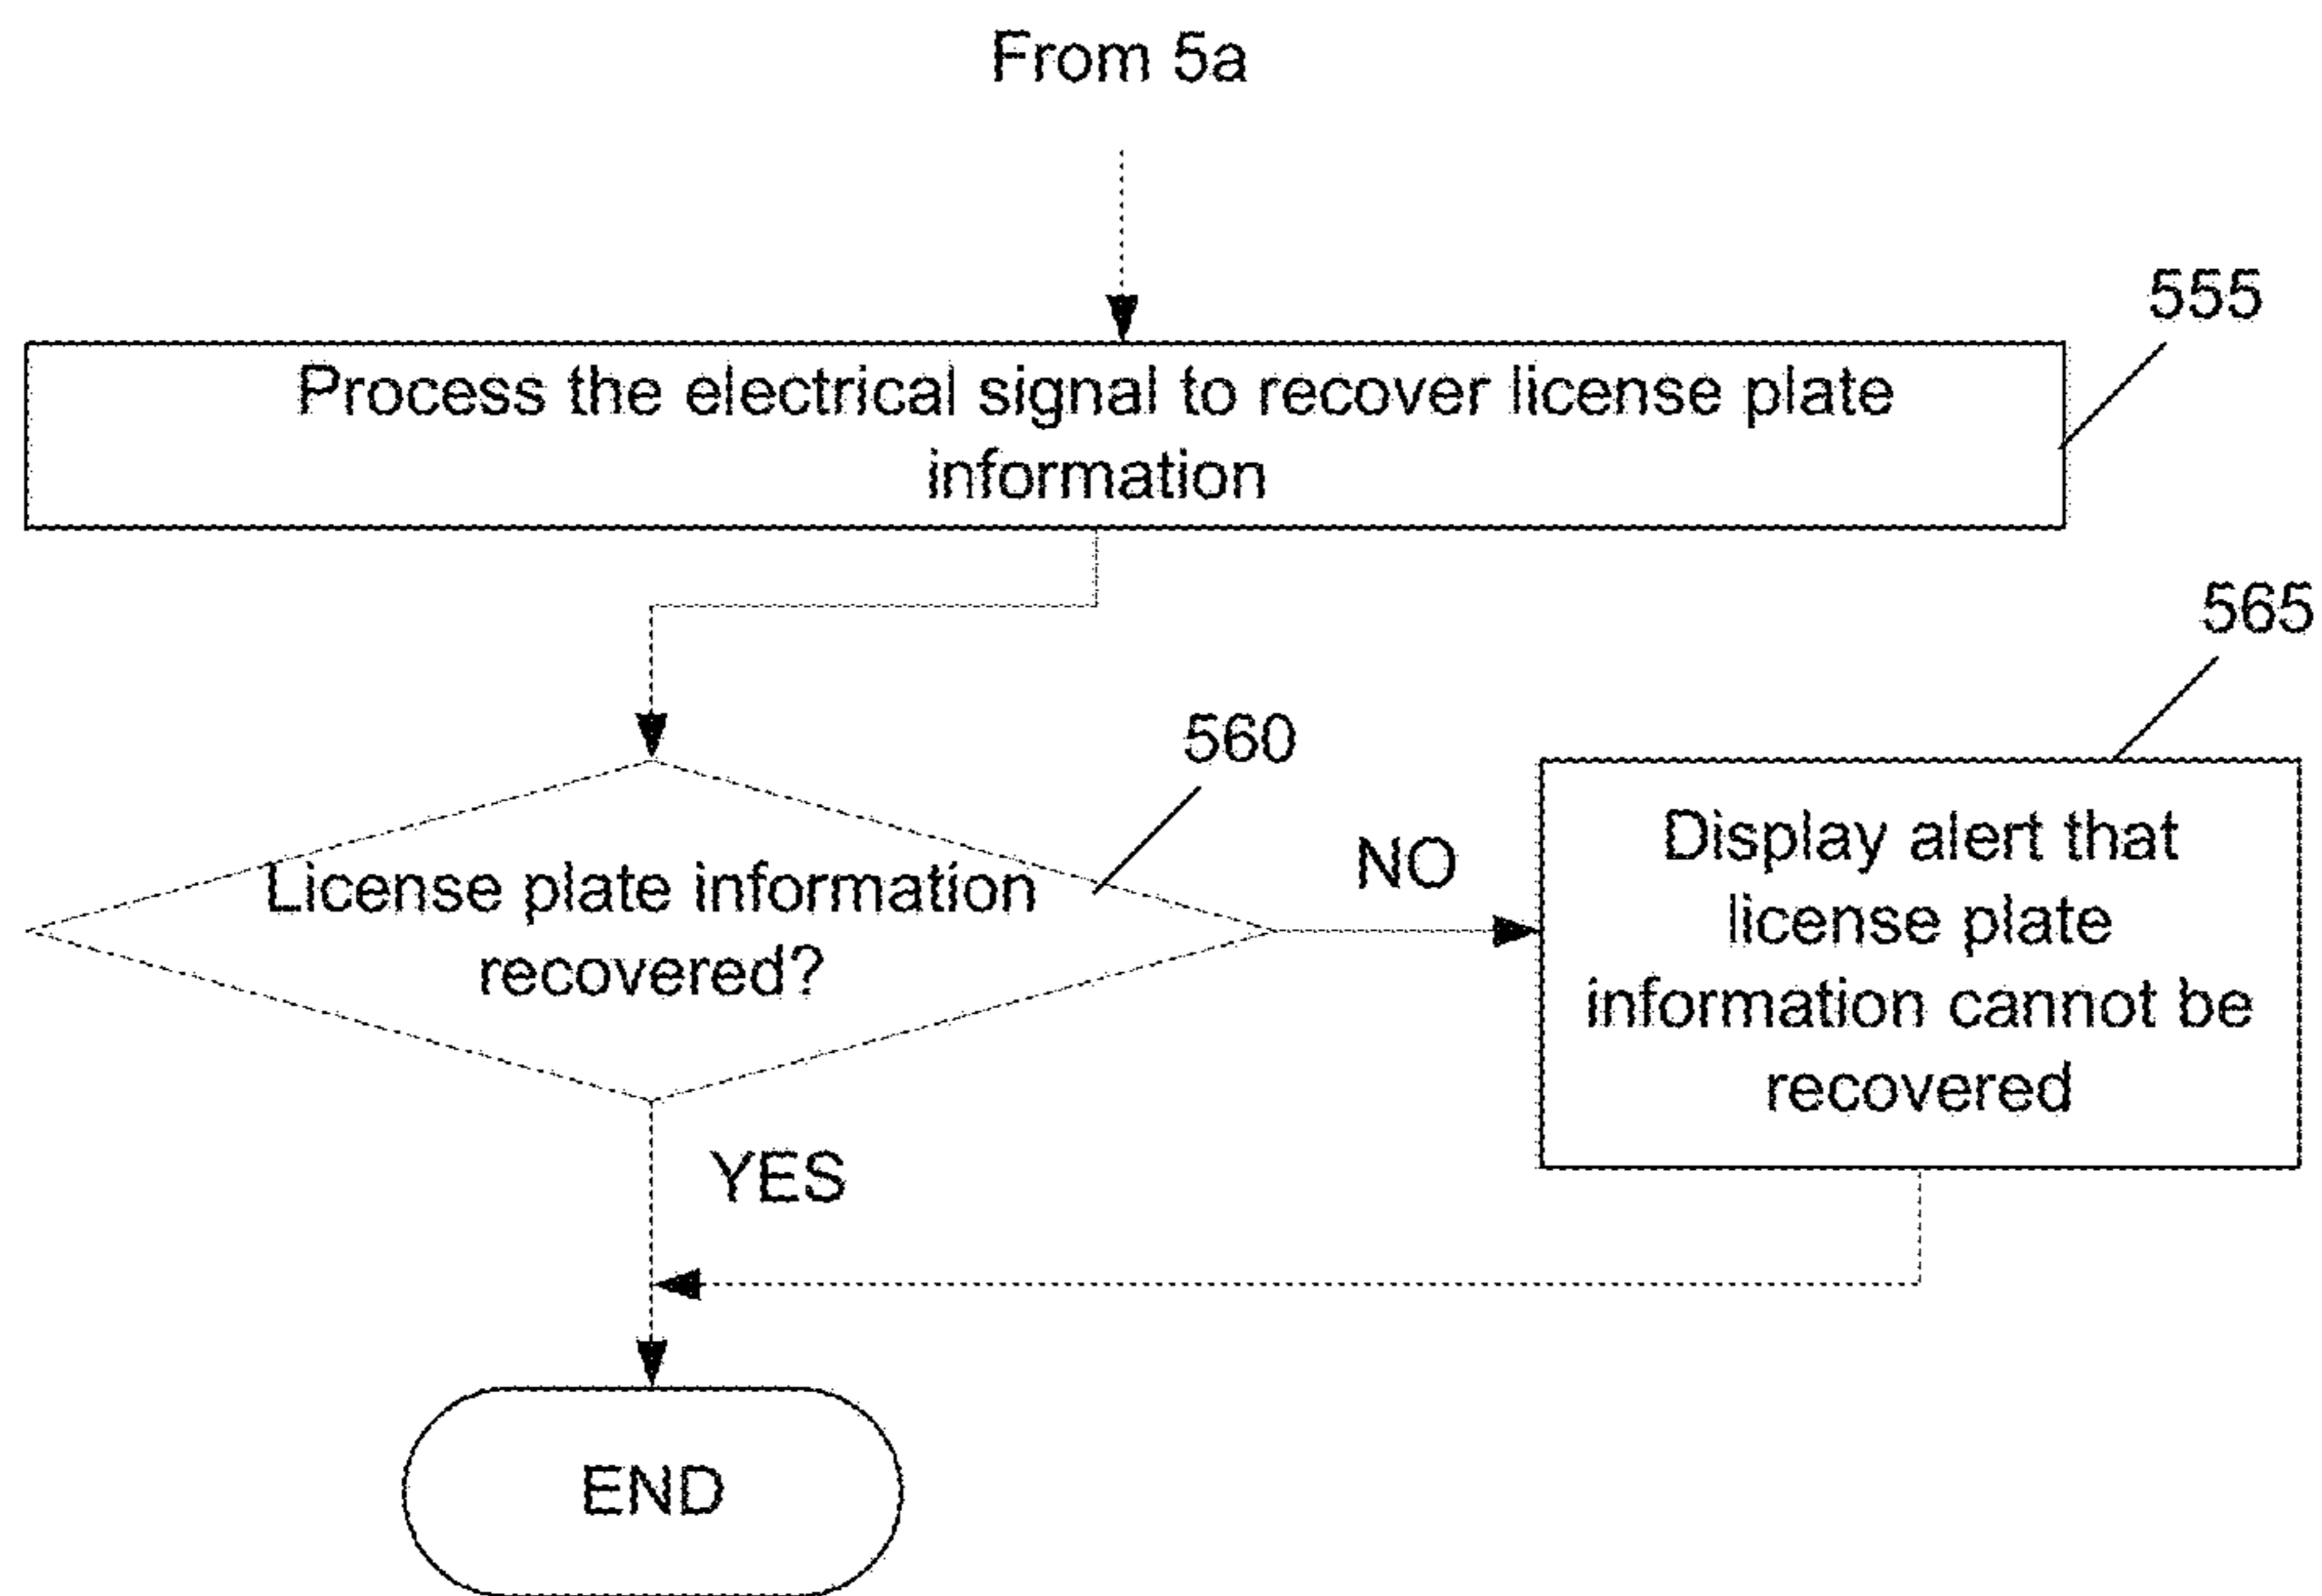 From 5a
555
Process the electrical signal to recover license plate
information
565
560
License plate information
recovered?
NO
Display alert that
license plate
information cannot be
recovered
YES
END